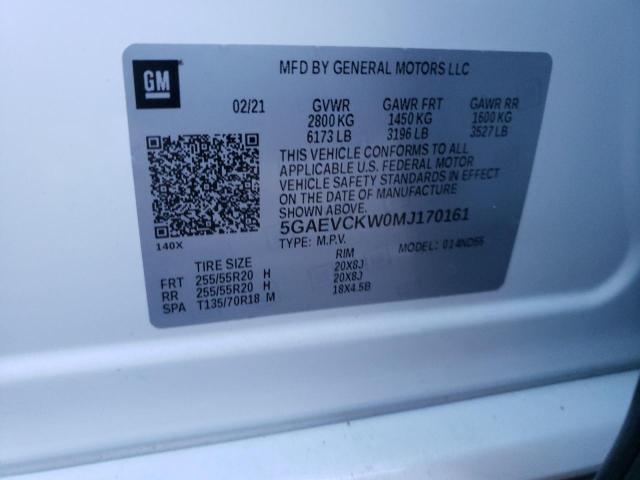 GM
MFD BY GENERAL MOTORS LLC
02/21 GVWR GAWR FRT GAWR RR
2800 KG 1450 KG 1600 KG
6173 LB 3196 LB 3527 LB
THIS VEHICLE CONFORMS TO ALL
APPLICABLE U.S. FEDERAL MOTOR
VEHICLE SAFETY STANDARDS IN EFFECT
ON THE DATE OF MANUFACTURE
SHOWN ABOVE.
5GAEVCKW0MJ170161
140X
TYPE: M.P.V. MODEL:
TIRE SIZE RIM
FRT 255/55R20 H 20X8J
RR 255/55R20 H 20X8J
SPA T135/70R18 M 18X4.5B